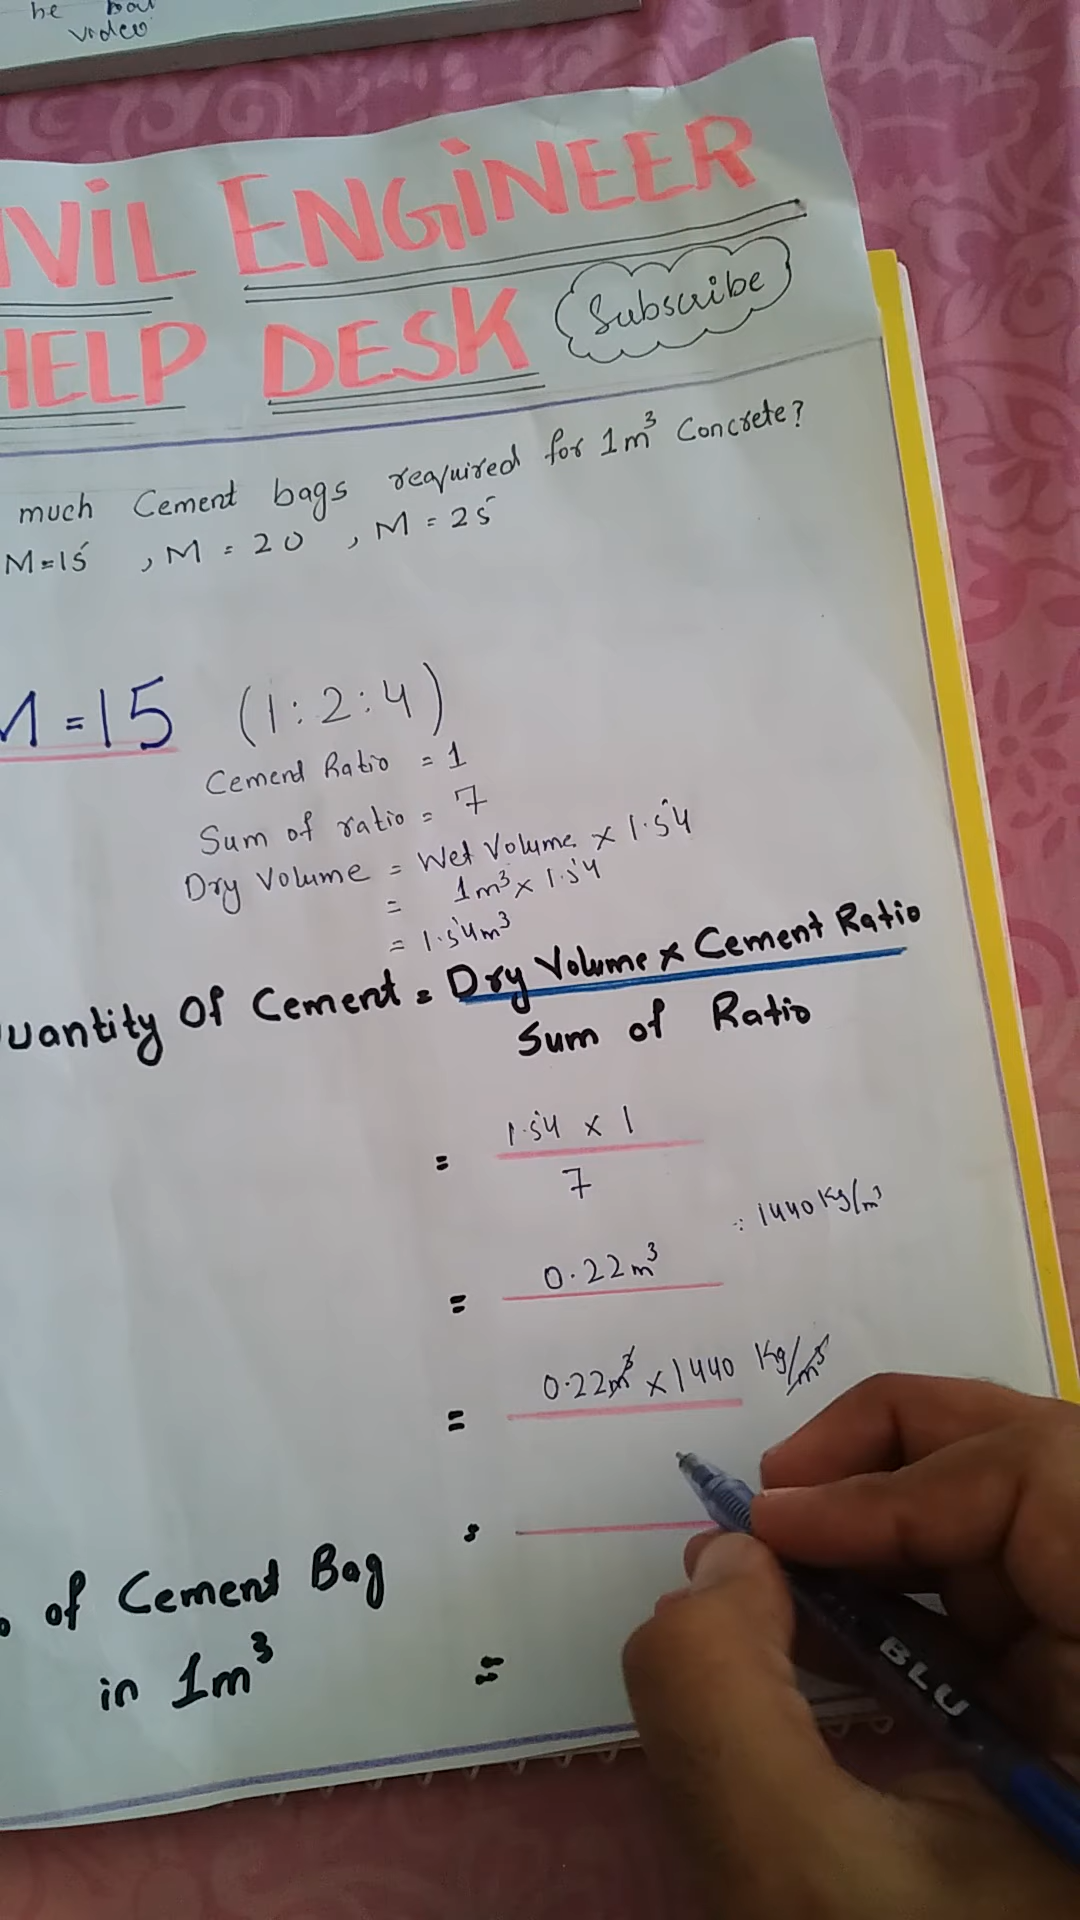 be
video
VIL ENGINEER
HELP DESK
Subscribe
much Cement bags required for 1m³ Concrete?
M=15 , M = 20 , M = 25
M = 15 (1:2:4)
Cement Ratio = 1
Sum of ratio = 7
Dry Volume = Wet Volume x 1.54
= 1m³ x 1.54
= 1.54m³
Quantity Of Cement = Dry Volume x Cement Ratio
Sum of Ratio
= 1.54 x 1
7
∵ 1440 Kg/m³
= 0.22m³
= 0.22m³ x 1440 Kg/m³
=
of Cement Bag
in 1m³ =
BLU